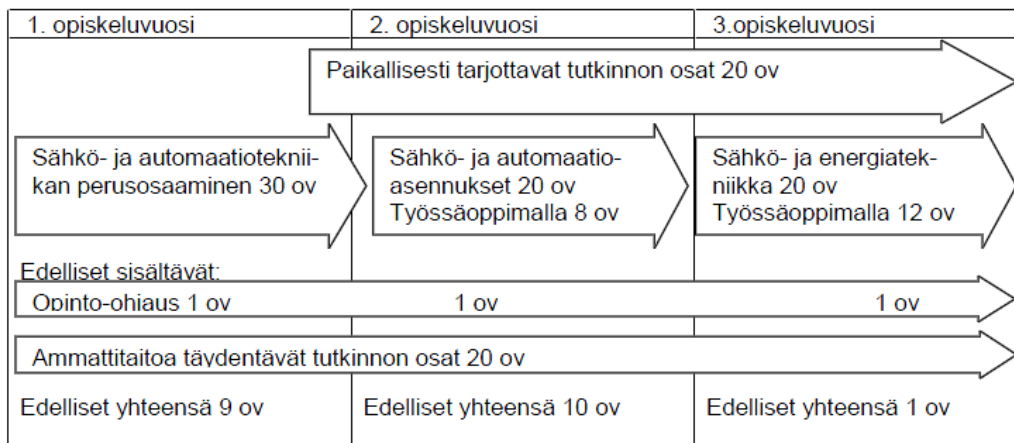 1. opiskeluvuosi
2. opiskeluvuosi
3.opiskeluvuosi
Paikallisesti tarjottavat tutkinnon osat 20 ov
Sähkö- ja automaatioteknii-
kan perusosaaminen 30 ov
Sähkö- ja automaatio-
asennukset 20 ov
Työssäoppimalla 8 ov
Sähkö- ja energiatek-
niikka 20 ov
Työssäoppimalla 12 ov
Edelliset sisältävät:
Opinto-ohjaus 1 ov
1 ov
1 ov
Ammattitaitoa täydentävät tutkinnon osat 20 ov
Edelliset yhteensä 9 ov
Edelliset yhteensä 10 ov
Edelliset yhteensä 1 ov